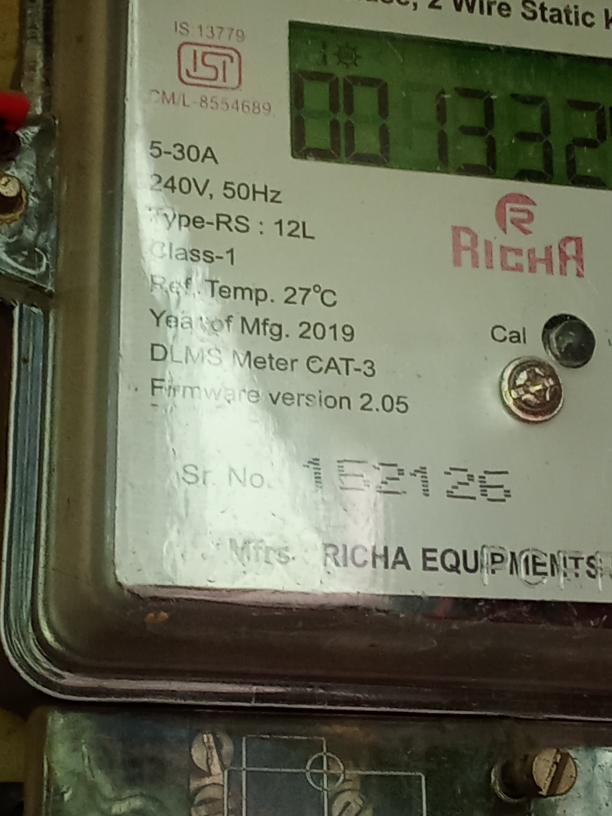 2 Wire Static
IS 13779
ISI
CM/L-8554689
001332
5-30A
240V, 50Hz
Type-RS : 12L
Class-1
Ref. Temp. 27°C
Year of Mfg. 2019
DLMS Meter CAT-3
Firmware version 2.05
R
RICHA
Cal
Sr. No. 152126
Mfrs. RICHA EQUIPMENTS